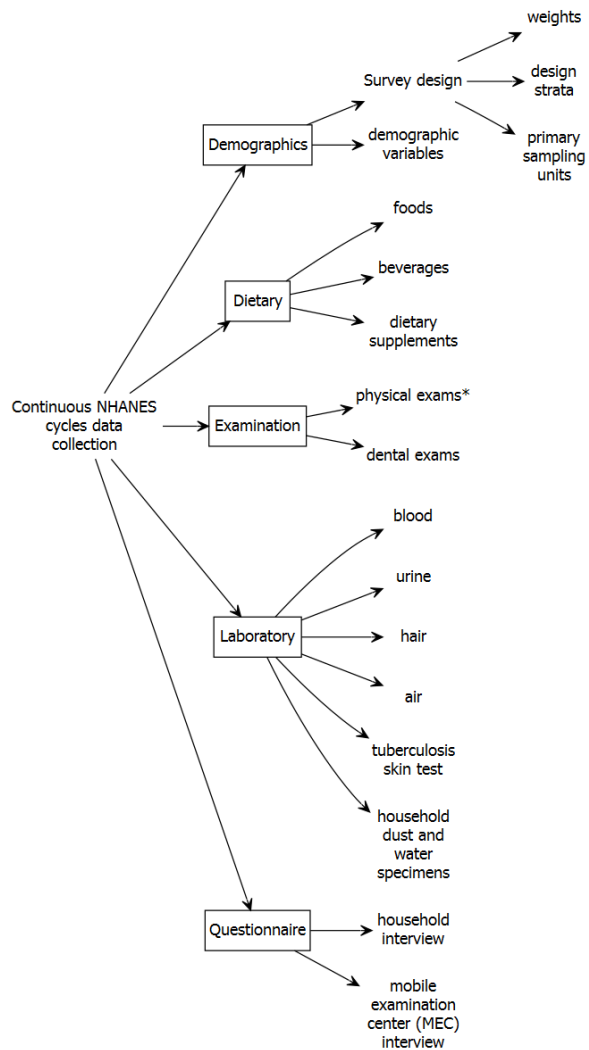 weights
Survey design
design
strata
primary
sampling
units
Demographics
demographic
variables
foods
beverages
Dietary
dietary
supplements
Continuous NHANES
cycles data
collection
physical exams*
Examination
dental exams
blood
urine
Laboratory
hair
air
tuberculosis
skin test
household
dust and
water
specimens
Questionnaire
household
interview
mobile
examination
center (MEC)
interview